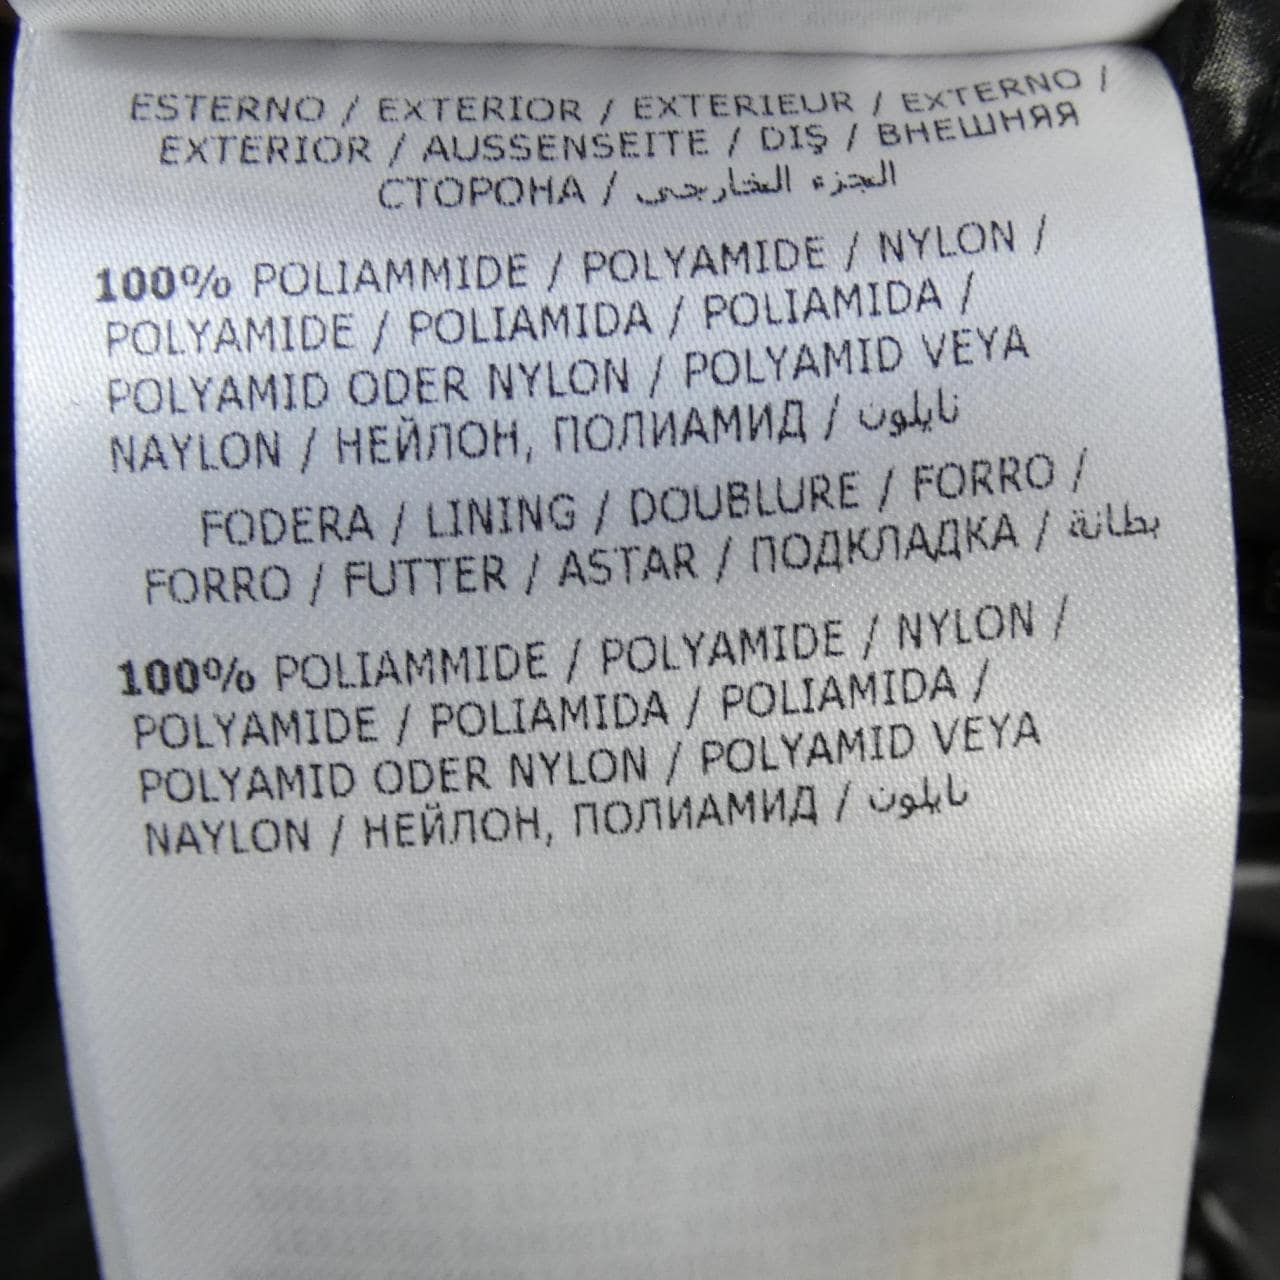 ESTERNO / EXTERIOR / EXTERIEUR / EXTERNO /
EXTERIOR / AUSSENSEITE / DIŞ / ВНЕШНЯЯ
СТОРОНА / الجزء الخارجي
100% POLIAMMIDE / POLYAMIDE / NYLON /
POLYAMIDE / POLIAMIDA / POLIAMIDA /
POLYAMID ODER NYLON / POLYAMID VEYA
NAYLON / НЕЙЛОН, ПОЛИАМИД / نايلون
FODERA / LINING / DOUBLURE / FORRO /
FORRO / FUTTER / ASTAR / ПОДКЛАДКА / بطانة
100% POLIAMMIDE / POLYAMIDE / NYLON /
POLYAMIDE / POLIAMIDA / POLIAMIDA /
POLYAMID ODER NYLON / POLYAMID VEYA
NAYLON / НЕЙЛОН, ПОЛИАМИД / نايلون